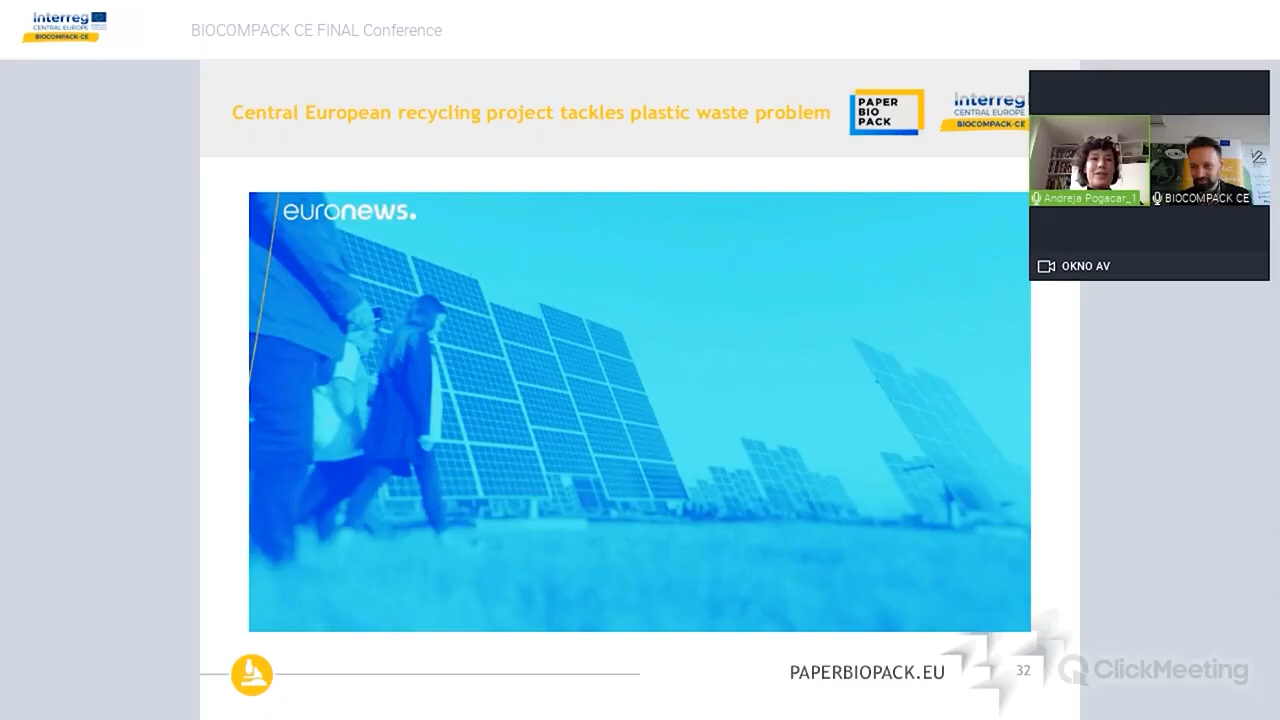 Interreg
CENTRAL EUROPE
BIOCOMPACK-CE
BIOCOMPACK CE FINAL Conference
Central European recycling project tackles plastic waste problem
PAPER
BIO
PACK
Interreg
CENTRAL EUROPE
BIOCOMPACK-CE
euronews.
Andreja Pogacar_1
BIOCOMPACK CE
OKNO AV
PAPERBIOPACK.EU
32
ClickMeeting